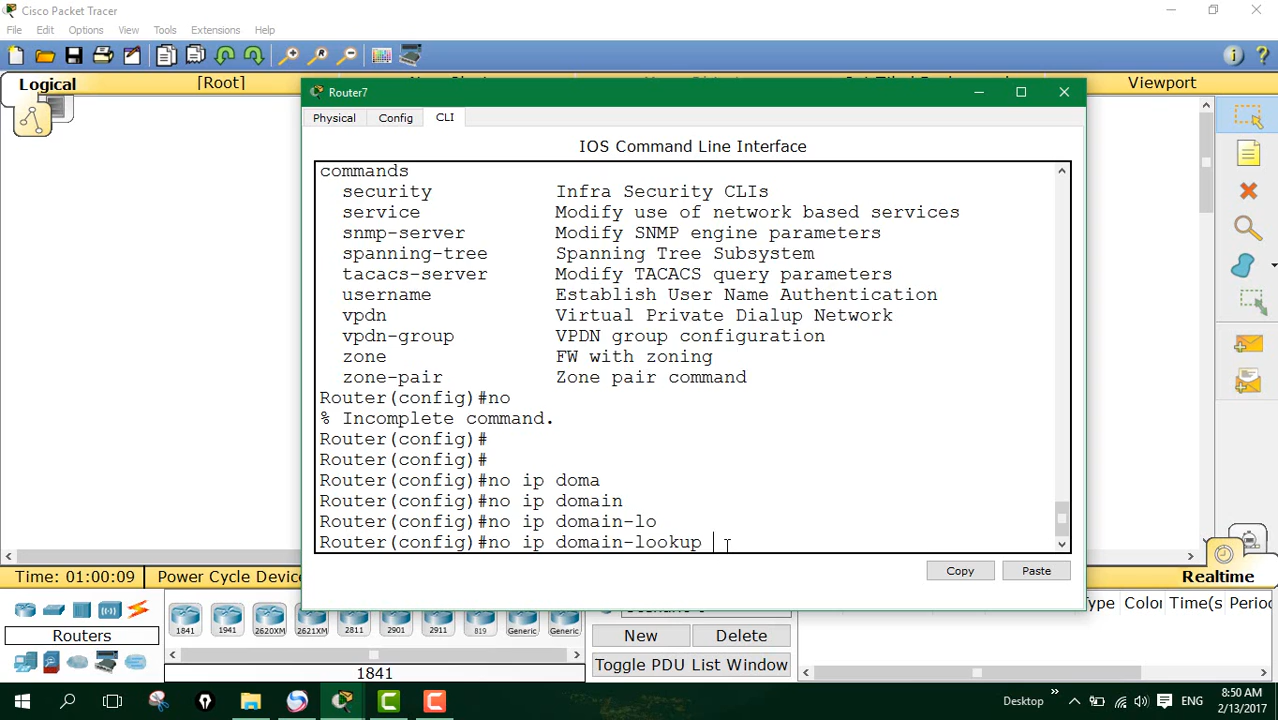 Cisco Packet Tracer
File Edit Options View Tools Extensions Help
Logical [Root] Viewport
Router7
Physical Config CLI
IOS Command Line Interface
commands
security Infra Security CLIs
service Modify use of network based services
snmp-server Modify SNMP engine parameters
spanning-tree Spanning Tree Subsystem
tacacs-server Modify TACACS query parameters
username Establish User Name Authentication
vpdn Virtual Private Dialup Network
vpdn-group VPDN group configuration
zone FW with zoning
zone-pair Zone pair command
Router(config)#no
% Incomplete command.
Router(config)#
Router(config)#
Router(config)#no ip doma
Router(config)#no ip domain
Router(config)#no ip domain-lo
Router(config)#no ip domain-lookup
Copy Paste
Time: 01:00:09 Power Cycle Device Realtime
Type Color Time(s Perio
1841 1941 2620XM 2621XM 2811 2901 2911 819 Generic Generic
Routers New Delete
Toggle PDU List Window
1841
Desktop ENG 8:50 AM
2/13/2017